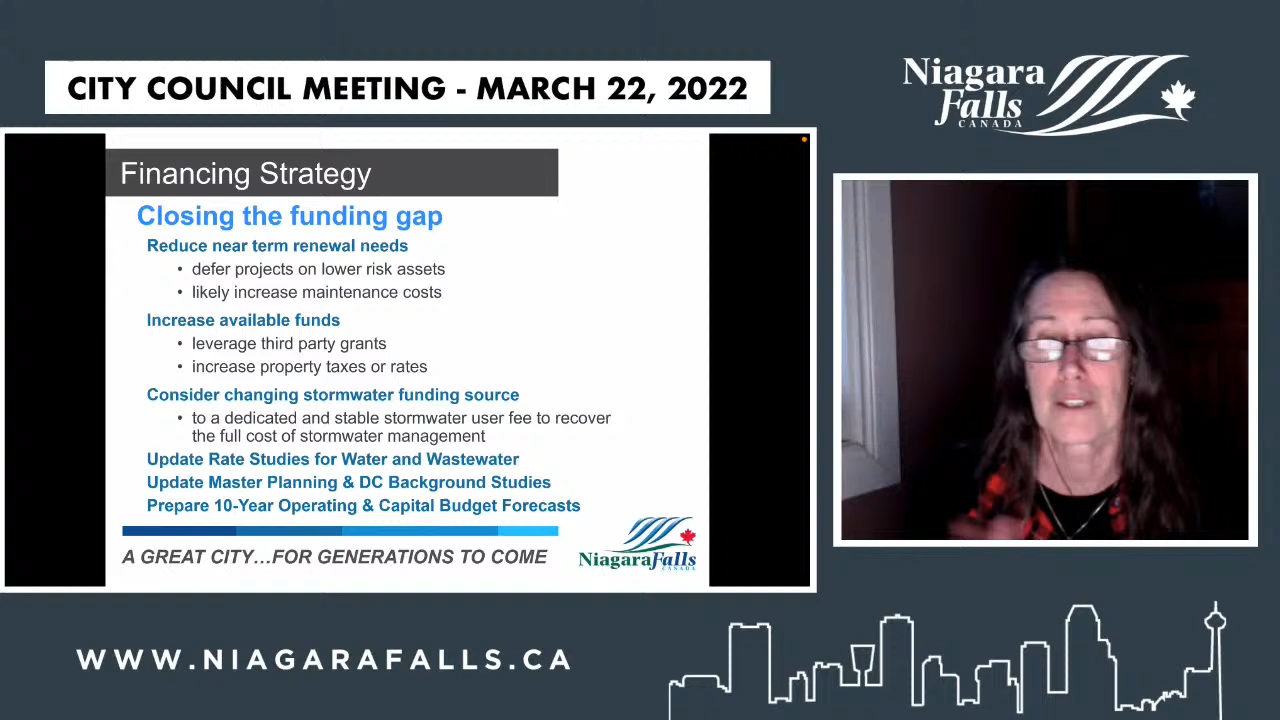 CITY COUNCIL MEETING - MARCH 22, 2022
Niagara
Falls
CANADA
Financing Strategy
Closing the funding gap
Reduce near term renewal needs
• defer projects on lower risk assets
• likely increase maintenance costs
Increase available funds
• leverage third party grants
• increase property taxes or rates
Consider changing stormwater funding source
• to a dedicated and stable stormwater user fee to recover
the full cost of stormwater management
Update Rate Studies for Water and Wastewater
Update Master Planning & DC Background Studies
Prepare 10-Year Operating & Capital Budget Forecasts
A GREAT CITY...FOR GENERATIONS TO COME
NiagaraFalls
CANADA
WWW.NIAGARAFALLS.CA